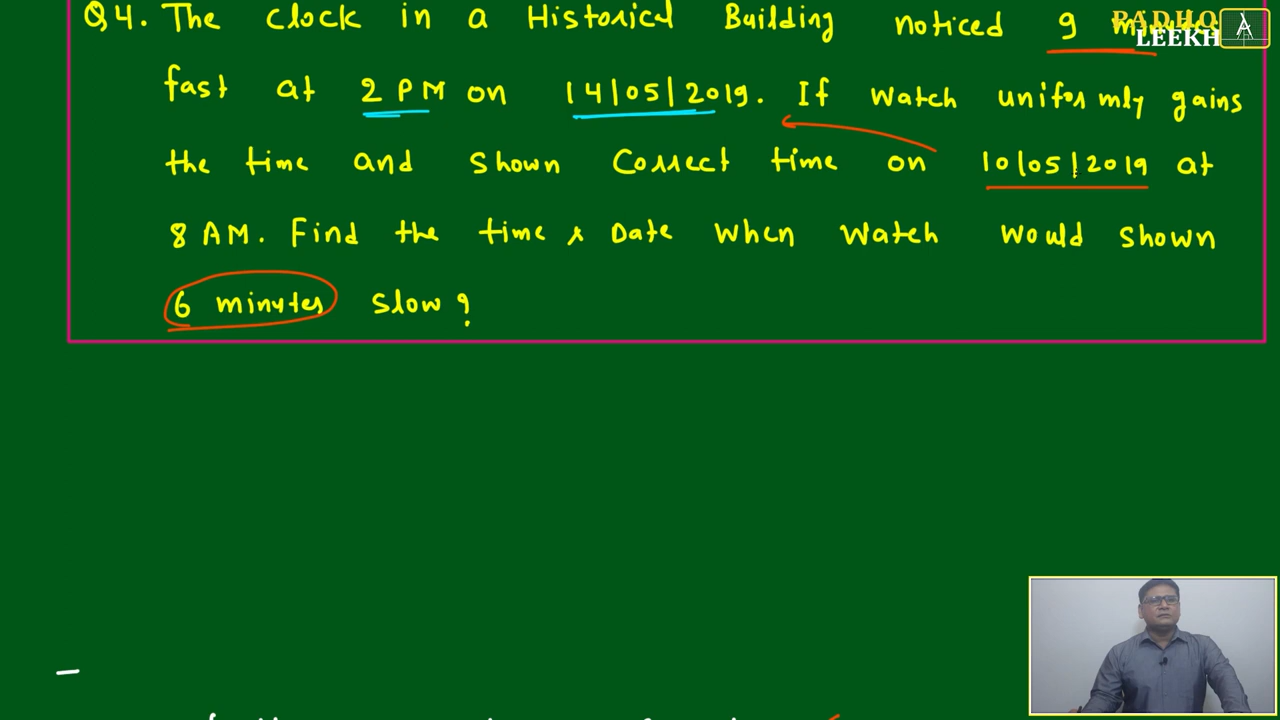 Q4. The clock in a Historical Building noticed 9
PADHO
LEEKHO
fast at 2 PM on 14/05/2019. If watch uniformly gains
the time and shown correct time on 10/05/2019 at
8 AM. Find the time & Date when watch would shown
6 minutes slow?